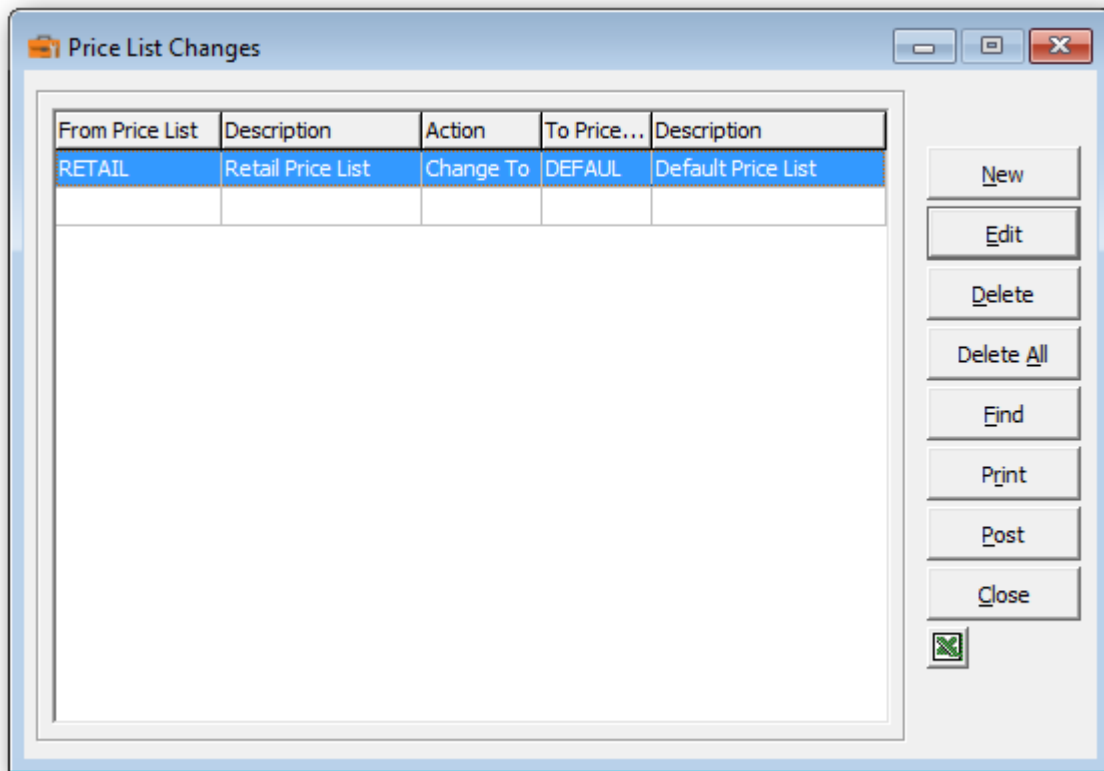 Price List Changes
From Price List Description Action To Price... Description
RETAIL Retail Price List Change To DEFAUL Default Price List
New
Edit
Delete
Delete All
Find
Print
Post
Close